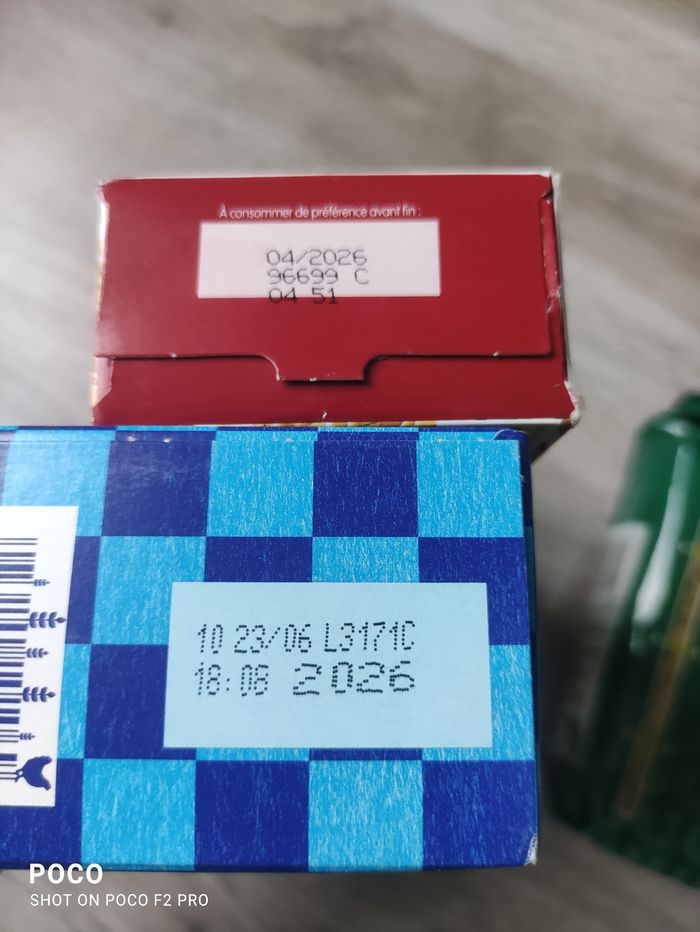 À consommer de préférence avant fin :
04/2026
96699 C
04 51
10 23/06 L3171C
18:08 2026
POCO
SHOT ON POCO F2 PRO